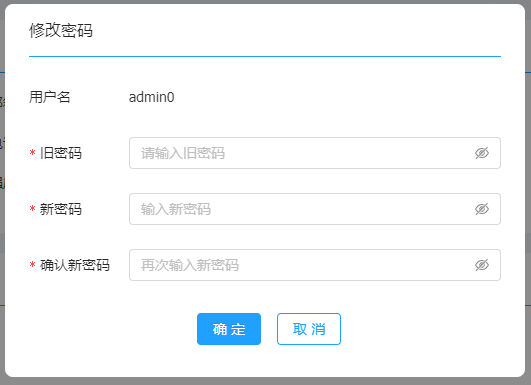 修改密码
用户名 admin0
* 旧密码 请输入旧密码
* 新密码 输入新密码
* 确认新密码 再次输入新密码
确 定 取 消